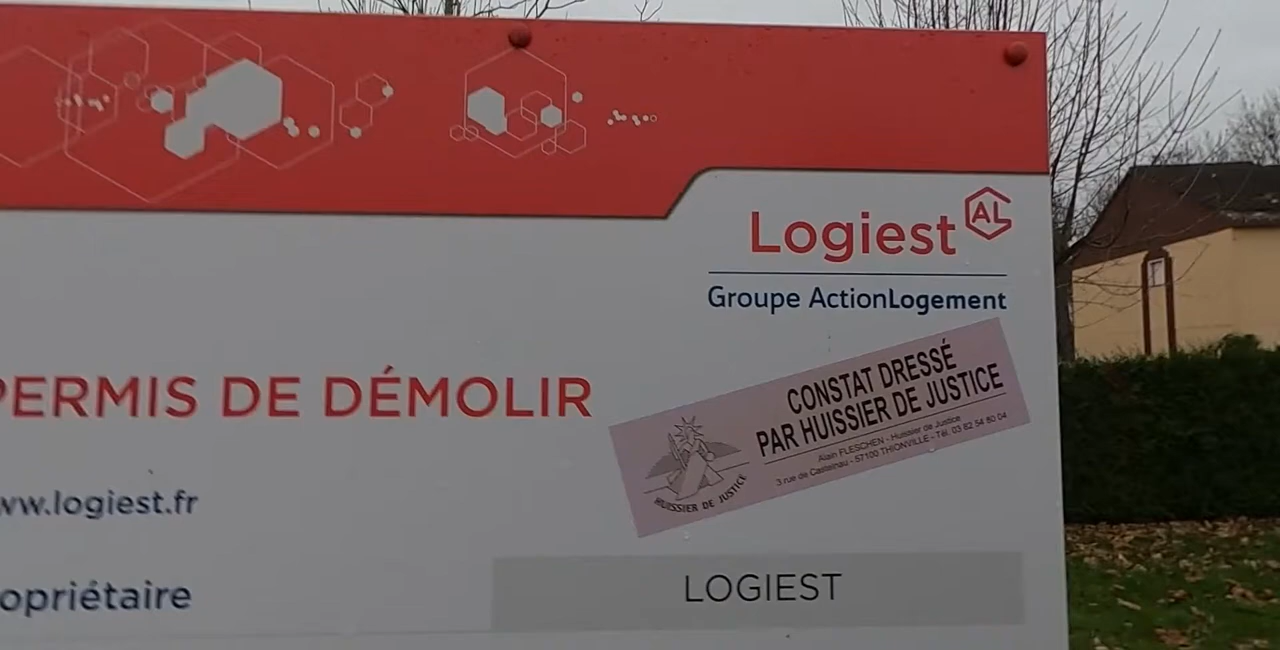 Logiest AL
Groupe ActionLogement
PERMIS DE DÉMOLIR
CONSTAT DRESSÉ
PAR HUISSIER DE JUSTICE
Alain FLESCHEN - Huissier de Justice
3 rue de Castelnau - 57100 THIONVILLE - Tél. 03 82 54 80 04
HUISSIER DE JUSTICE
ww.logiest.fr
opriétaire
LOGIEST